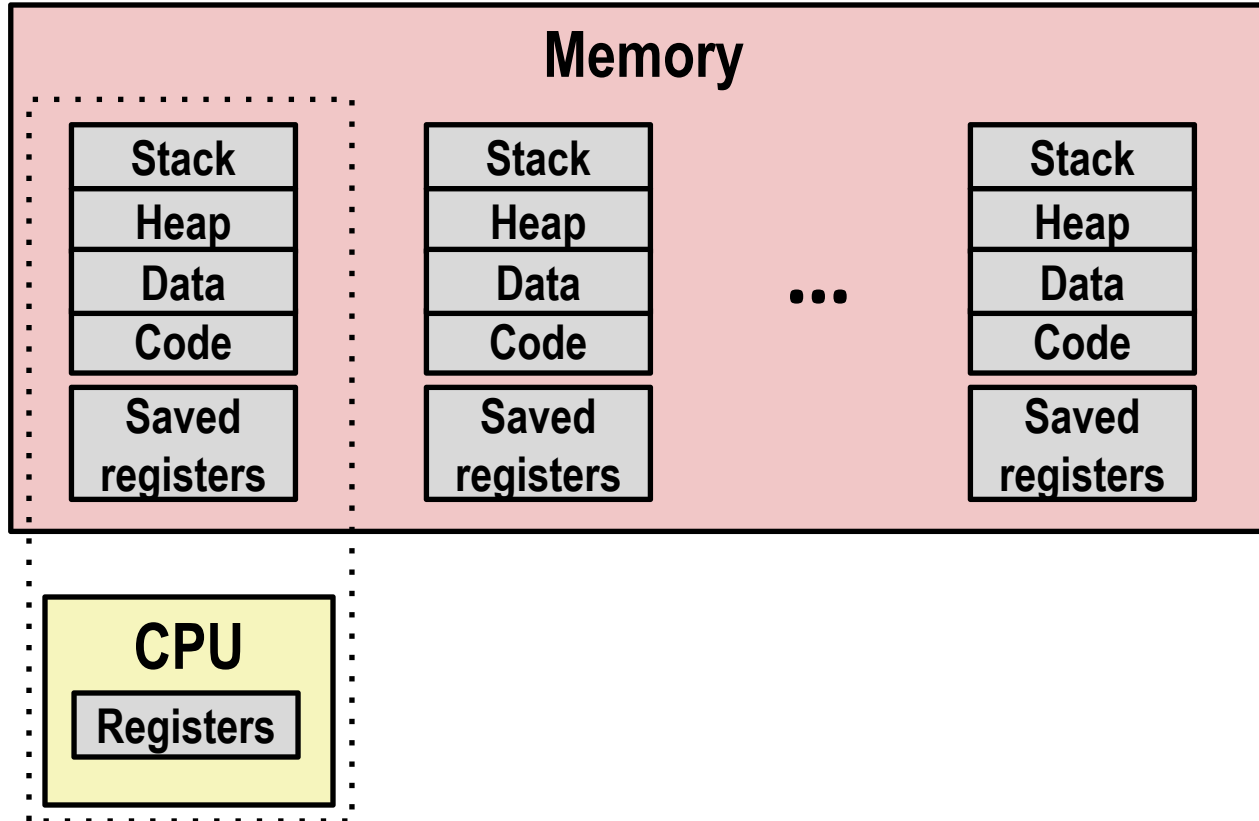 Memory
Stack
Heap
Data
Code
Saved
registers
Stack
Heap
Data
Code
Saved
registers
...
Stack
Heap
Data
Code
Saved
registers
CPU
Registers